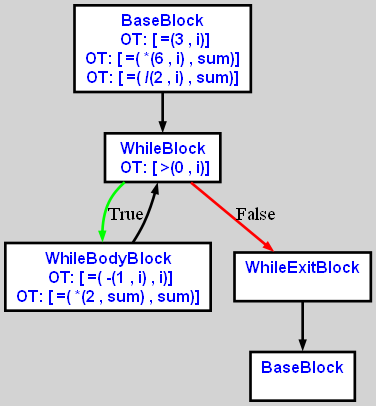 BaseBlock
OT: [ =(3 , i)]
OT: [ =( *(6 , i) , sum)]
OT: [ =( /(2 , i) , sum)]
WhileBlock
OT: [ >(0 , i)]
True
False
WhileBodyBlock
OT: [ =( -(1 , i) , i)]
OT: [ =( *(2 , sum) , sum)]
WhileExitBlock
BaseBlock